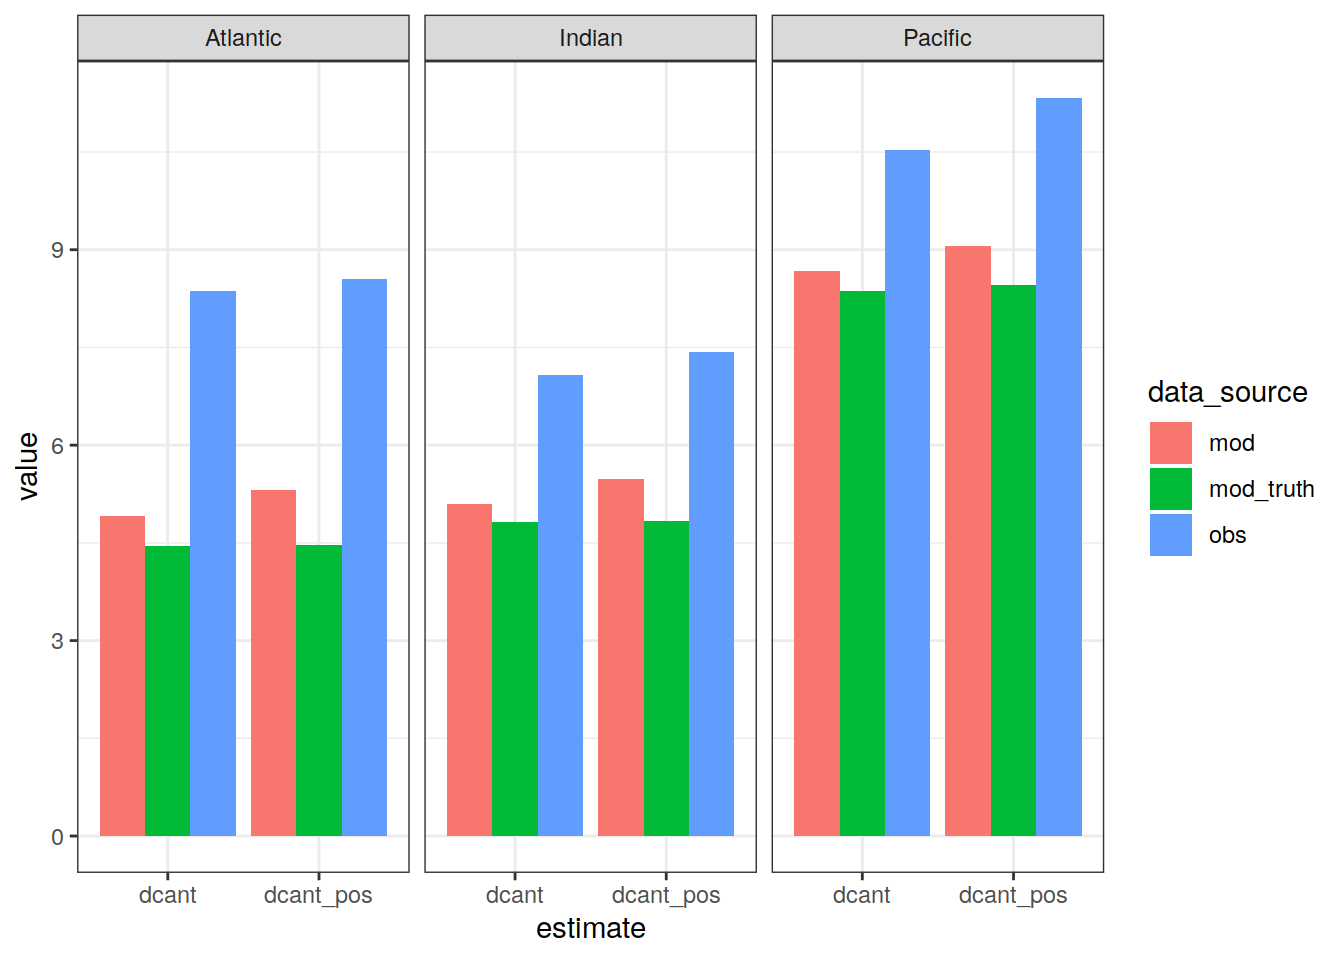 Atlantic Indian Pacific
value
9
6
3
0
dcant dcant_pos dcant dcant_pos dcant dcant_pos
estimate
data_source
mod
mod_truth
obs